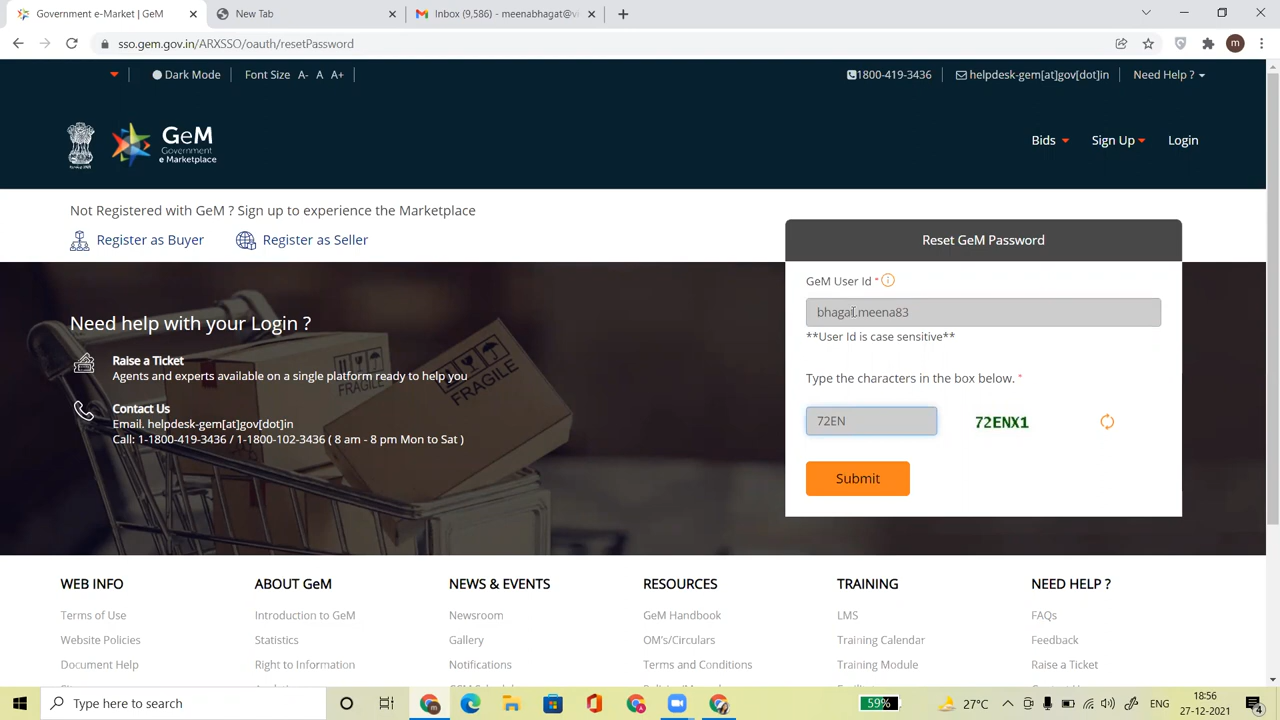 Government e-Market | GeM
New Tab
Inbox (9,586) - meenabhagat@v
sso.gem.gov.in/ARXSSO/oauth/resetPassword
m
Dark Mode
Font Size A- A A+
1800-419-3436
helpdesk-gem[at]gov[dot]in
Need Help ?
GeM
Government
e Marketplace
Bids
Sign Up
Login
Not Registered with GeM ? Sign up to experience the Marketplace
Register as Buyer
Register as Seller
Reset GeM Password
GeM User Id *
bhagat.meena83
**User Id is case sensitive**
Type the characters in the box below. *
72EN
72ENX1
Submit
Need help with your Login ?
Raise a Ticket
Agents and experts available on a single platform ready to help you
Contact Us
Email. helpdesk-gem[at]gov[dot]in
Call: 1-1800-419-3436 / 1-1800-102-3436 ( 8 am - 8 pm Mon to Sat )
FRAGILE
FRAGILE
WEB INFO
Terms of Use
Website Policies
Document Help
ABOUT GeM
Introduction to GeM
Statistics
Right to Information
NEWS & EVENTS
Newsroom
Gallery
Notifications
RESOURCES
GeM Handbook
OM's/Circulars
Terms and Conditions
TRAINING
LMS
Training Calendar
Training Module
NEED HELP ?
FAQs
Feedback
Raise a Ticket
Type here to search
59%
27°C
ENG
18:56
27-12-2021
4